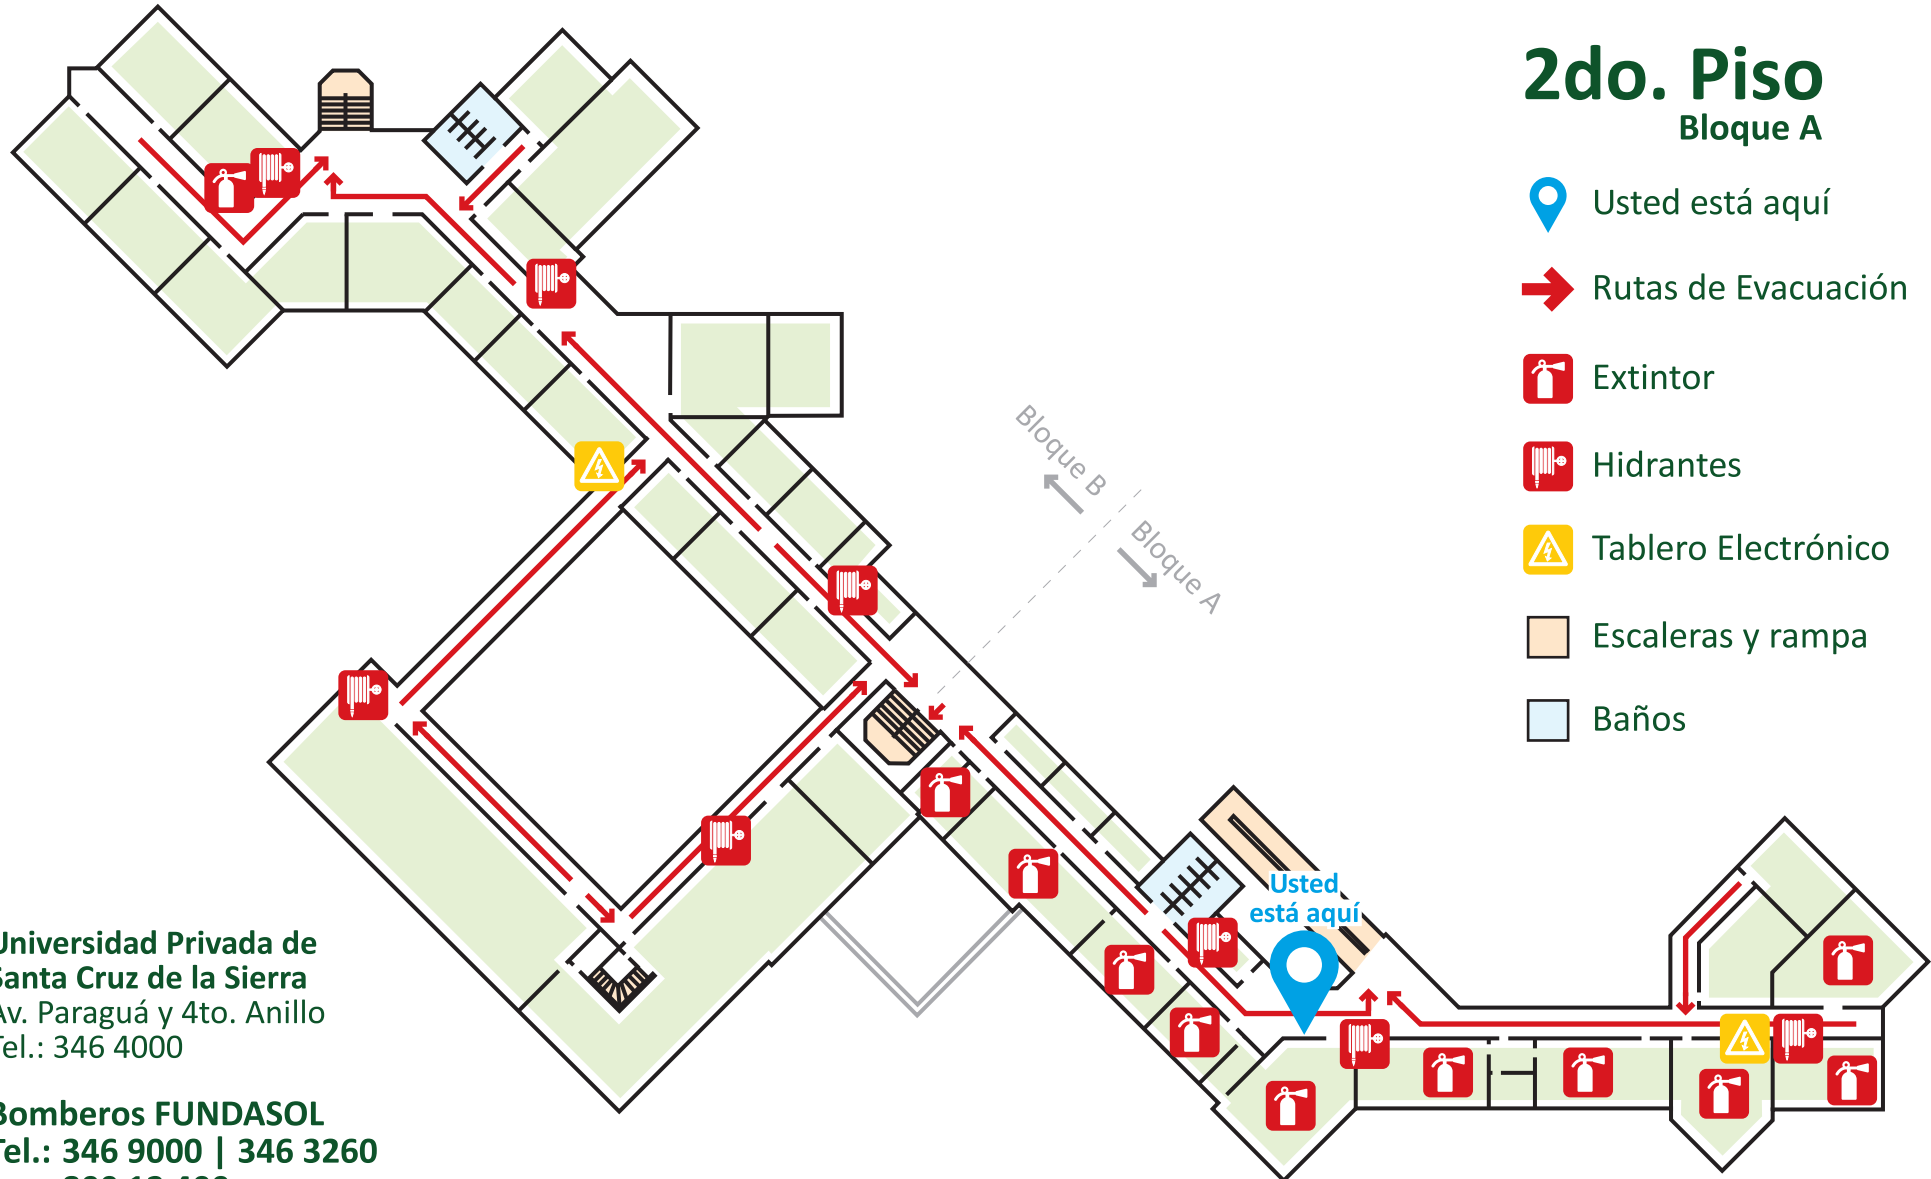 2do. Piso
Bloque A
Usted está aquí
Rutas de Evacuación
Extintor
Hidrantes
Tablero Electrónico
Escaleras y rampa
Baños
Bloque B
Bloque A
Usted
está aquí
Universidad Privada de
Santa Cruz de la Sierra
Av. Paraguá y 4to. Anillo
Tel.: 346 4000
Bomberos FUNDASOL
Tel.: 346 9000 | 346 3260